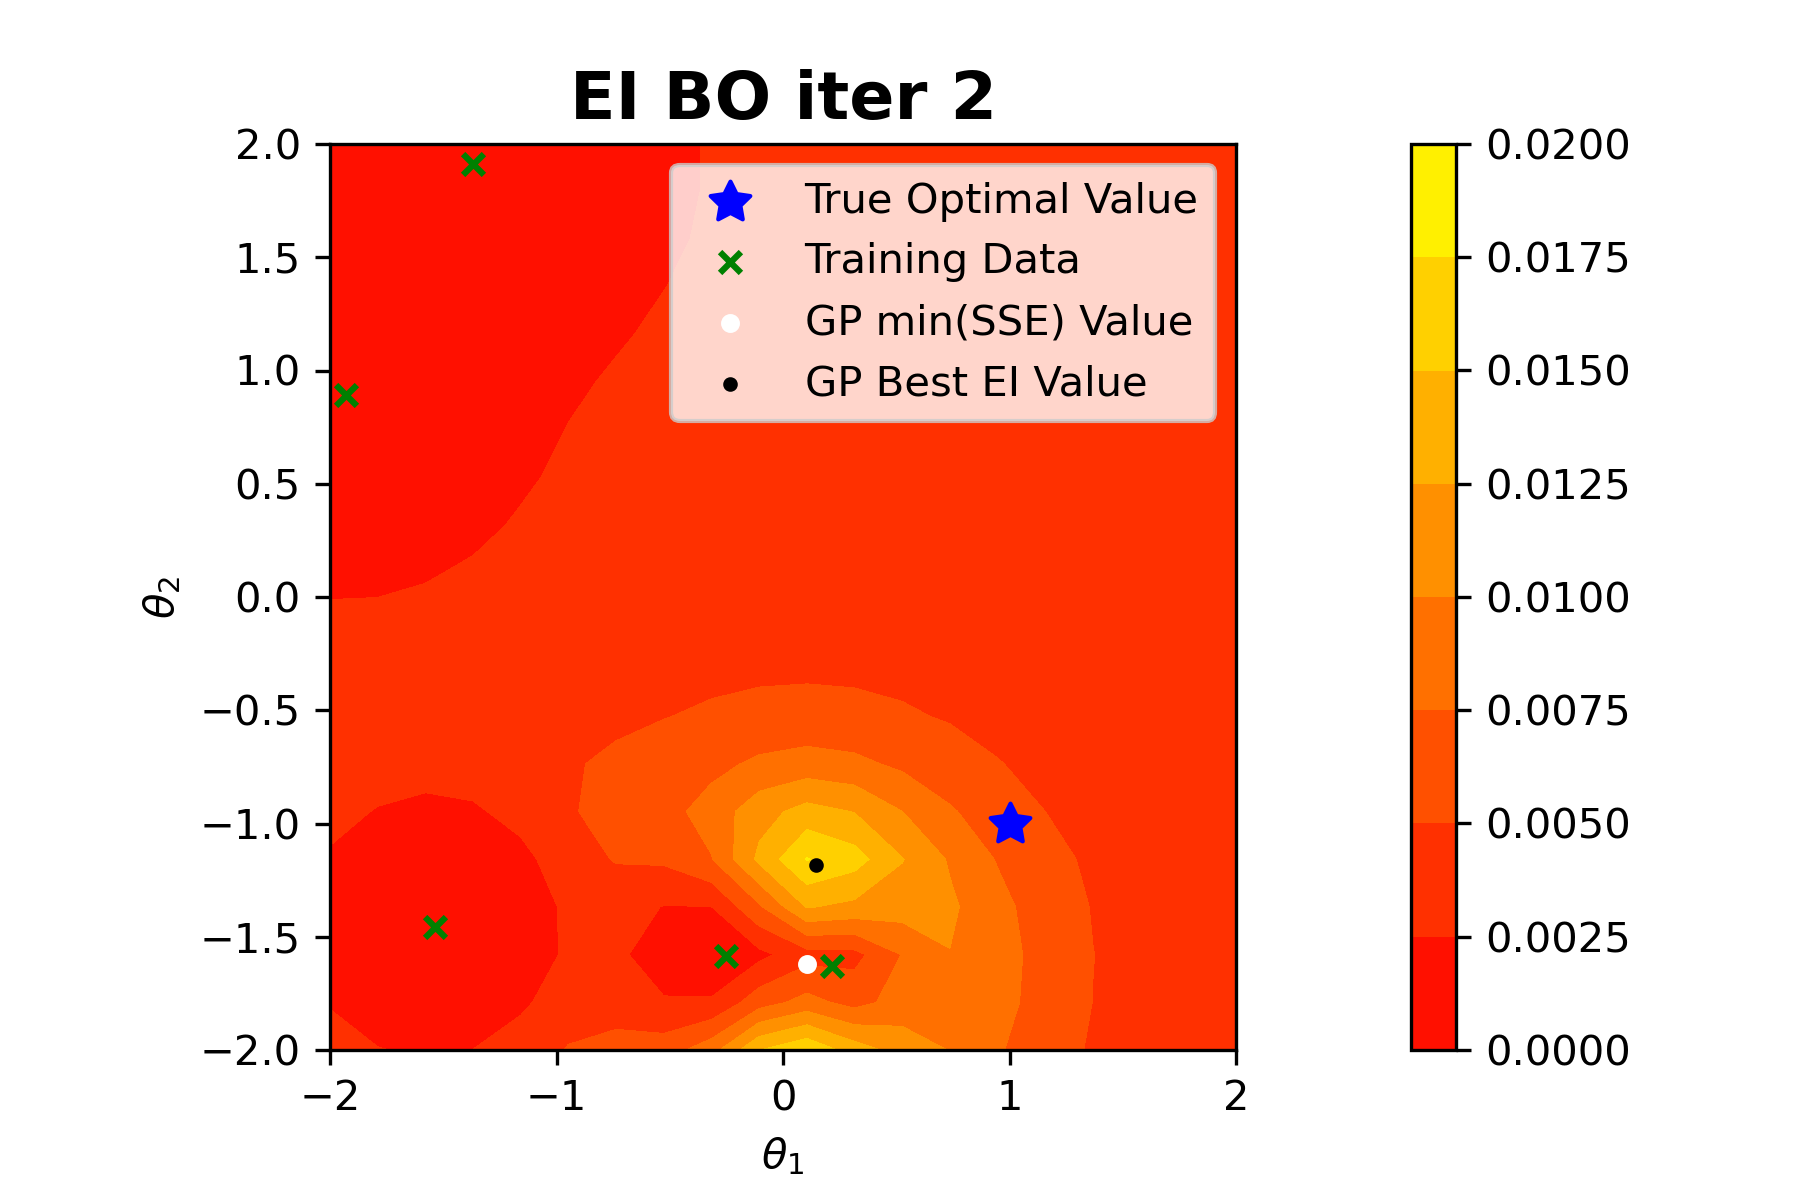 EI BO iter 2
True Optimal Value
Training Data
GP min(SSE) Value
GP Best EI Value
2.0
1.5
1.0
0.5
0.0
−0.5
−1.0
−1.5
−2.0
θ₂
−2 −1 0 1 2
θ₁
0.0200
0.0175
0.0150
0.0125
0.0100
0.0075
0.0050
0.0025
0.0000